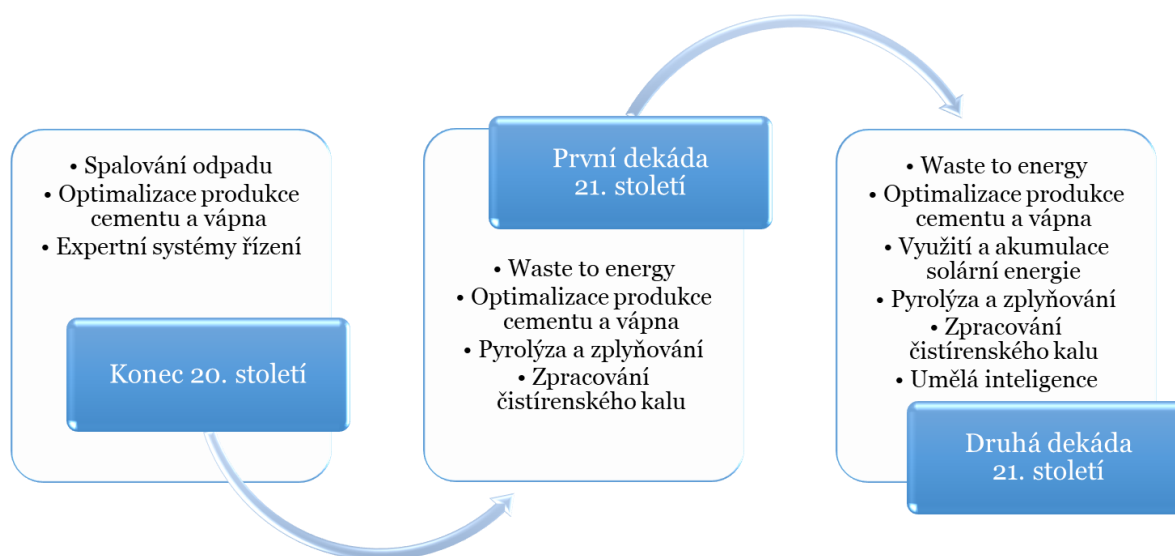 • Spalování odpadu
• Optimalizace produkce
cementu a vápna
• Expertní systémy řízení
Konec 20. století
První dekáda
21. století
• Waste to energy
• Optimalizace produkce
cementu a vápna
• Pyrolýza a zplyňování
• Zpracování
čistírenského kalu
• Waste to energy
• Optimalizace produkce
cementu a vápna
• Využití a akumulace
solární energie
• Pyrolýza a zplyňování
• Zpracování
čistírenského kalu
• Umělá inteligence
Druhá dekáda
21. století